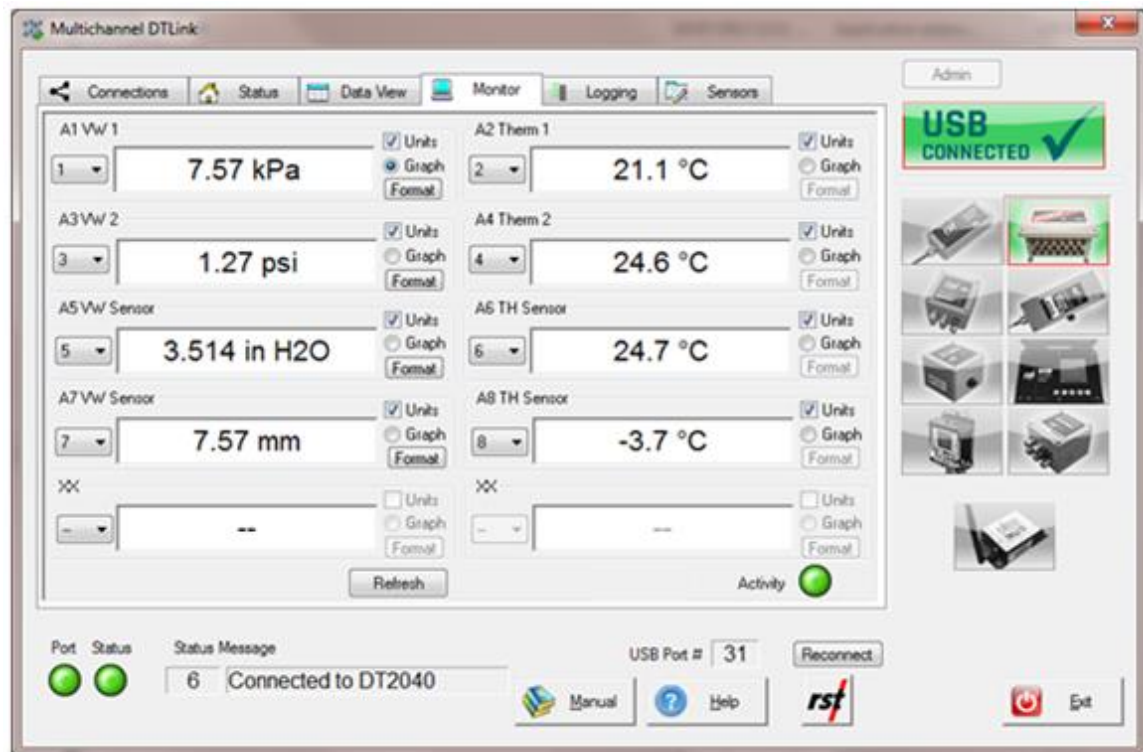 Multichannel DTLink
Admin
Connections Status Data View Monitor Logging Sensors
USB
CONNECTED
A1 VW 1
1 7.57 kPa
Units
Graph
Format
A2 Therm 1
2 21.1 °C
Units
Graph
Format
A3 VW 2
3 1.27 psi
Units
Graph
Format
A4 Therm 2
4 24.6 °C
Units
Graph
Format
A5 VW Sensor
5 3.514 in H2O
Units
Graph
Format
A6 TH Sensor
6 24.7 °C
Units
Graph
Format
A7 VW Sensor
7 7.57 mm
Units
Graph
Format
A8 TH Sensor
8 -3.7 °C
Units
Graph
Format
XX
-- --
Units
Graph
Format
XX
-- --
Units
Graph
Format
Refresh
Activity
Port Status Status Message
6 Connected to DT2040
USB Port # 31 Reconnect
Manual Help rst Exit